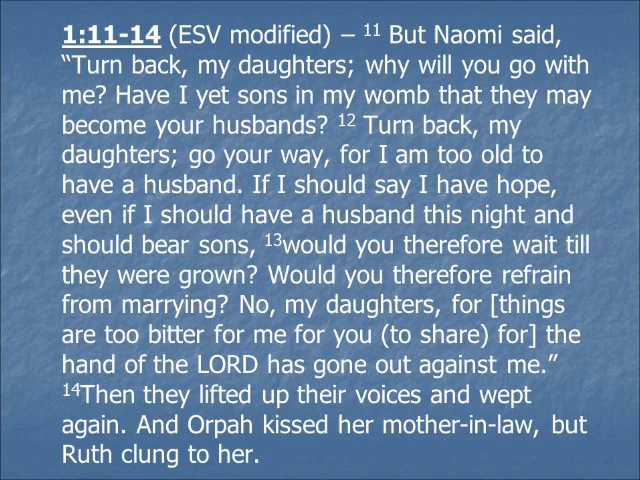 1:11-14 (ESV modified) – 11 But Naomi said,
“Turn back, my daughters; why will you go with
me? Have I yet sons in my womb that they may
become your husbands? 12 Turn back, my
daughters; go your way, for I am too old to
have a husband. If I should say I have hope,
even if I should have a husband this night and
should bear sons, 13would you therefore wait till
they were grown? Would you therefore refrain
from marrying? No, my daughters, for [things
are too bitter for me for you (to share) for] the
hand of the LORD has gone out against me.”
14Then they lifted up their voices and wept
again. And Orpah kissed her mother-in-law, but
Ruth clung to her.